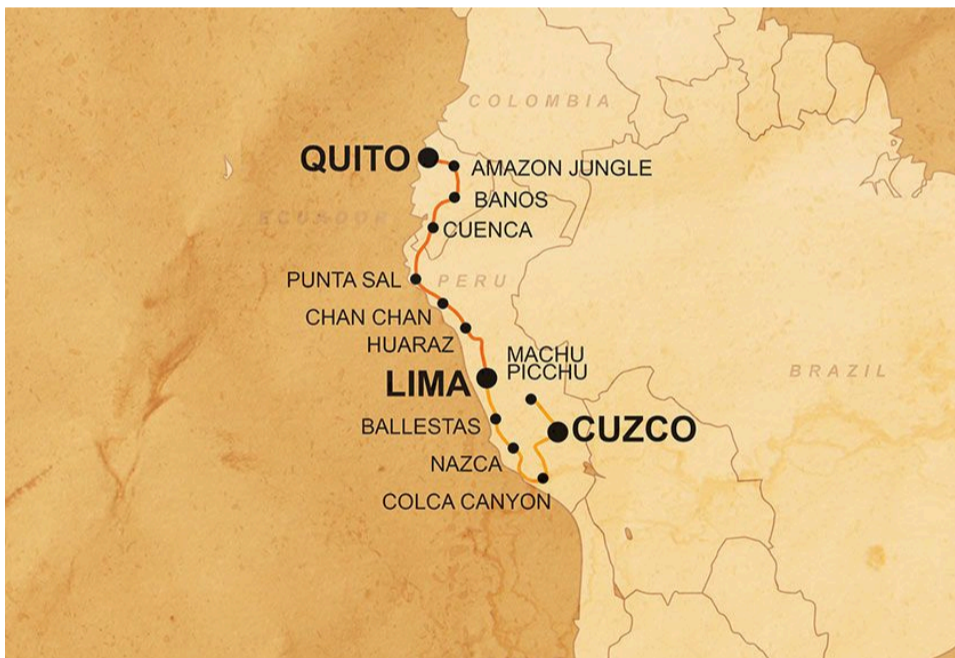 COLOMBIA
QUITO
AMAZON JUNGLE
BANOS
ECUADOR
CUENCA
PUNTA SAL
PERU
CHAN CHAN
HUARAZ
MACHU
PICCHU
LIMA
BRAZIL
BALLESTAS
CUZCO
NAZCA
COLCA CANYON